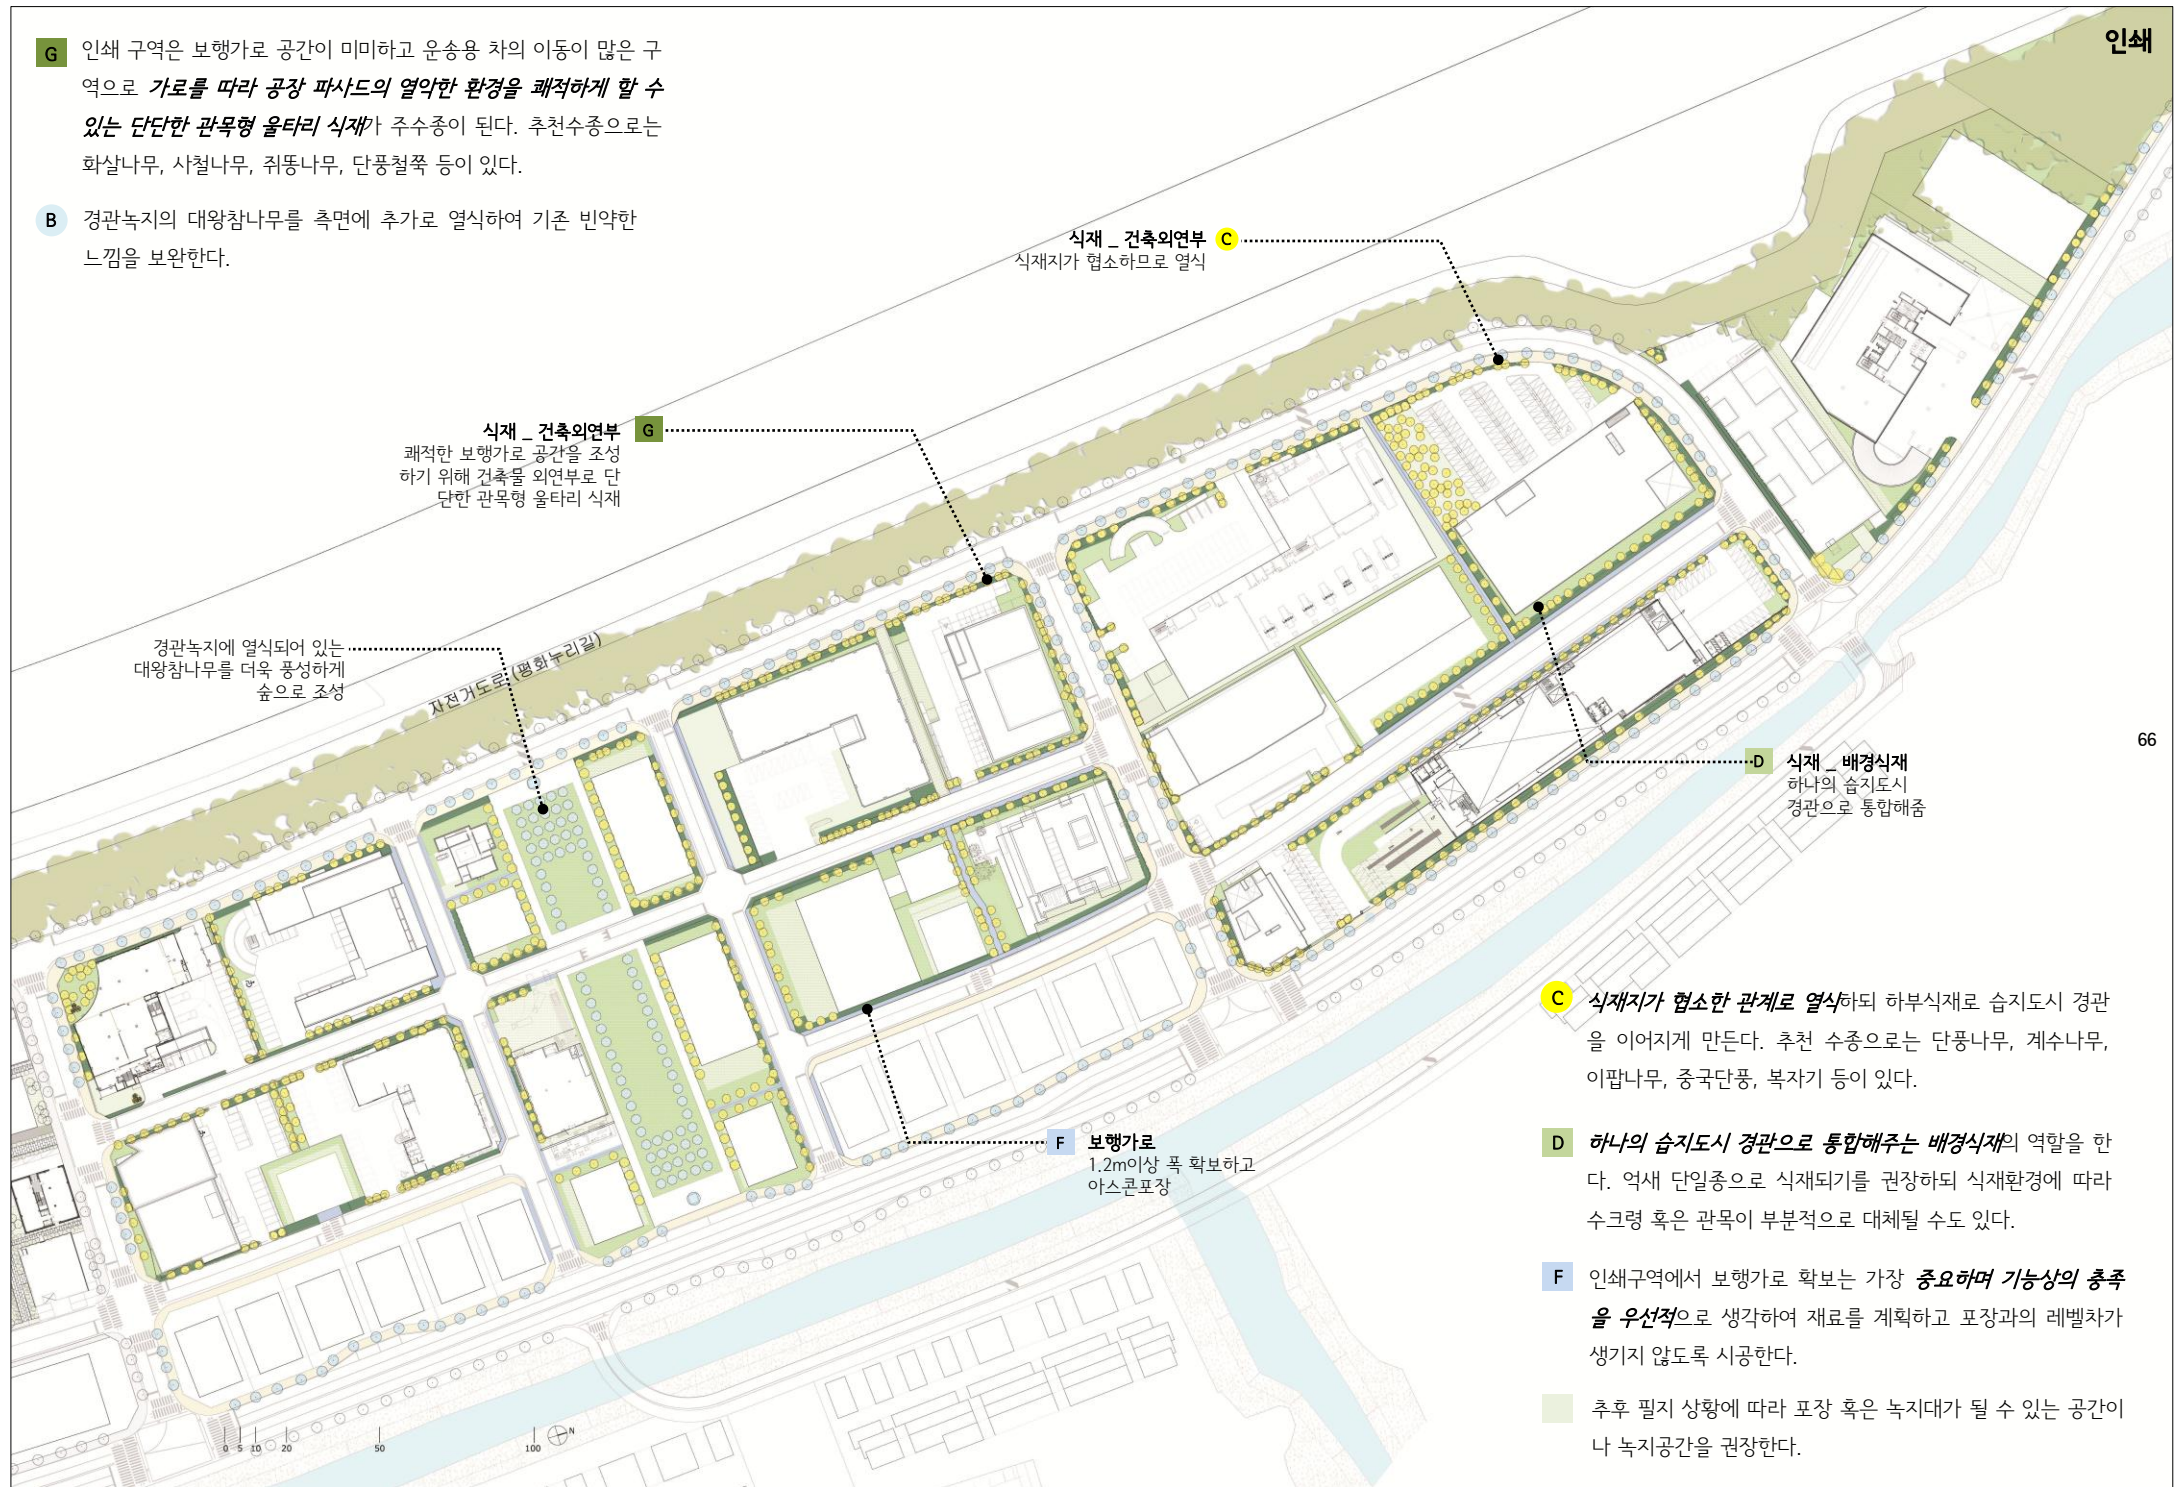 인쇄
G 인쇄 구역은 보행가로 공간이 미미하고 운송용 차의 이동이 많은 구
역으로 가로를 따라 공장 파사드의 열악한 환경을 쾌적하게 할 수
있는 단단한 관목형 울타리 식재가 주수종이 된다. 추천수종으로는
화살나무, 사철나무, 쥐똥나무, 단풍철쭉 등이 있다.
B 경관녹지의 대왕참나무를 측면에 추가로 열식하여 기존 빈약한
느낌을 보완한다.
식재 _ 건축외연부 C
식재지가 협소하므로 열식
식재 _ 건축외연부 G
쾌적한 보행가로 공간을 조성
하기 위해 건축물 외연부로 단
단한 관목형 울타리 식재
경관녹지에 열식되어 있는
대왕참나무를 더욱 풍성하게
숲으로 조성
자전거도로 (평화누리길)
66
D 식재 _ 배경식재
하나의 습지도시
경관으로 통합해줌
F 보행가로
1.2m이상 폭 확보하고
아스콘포장
C 식재지가 협소한 관계로 열식하되 하부식재로 습지도시 경관
을 이어지게 만든다. 추천 수종으로는 단풍나무, 계수나무,
이팝나무, 중국단풍, 복자기 등이 있다.
D 하나의 습지도시 경관으로 통합해주는 배경식재의 역할을 한
다. 억새 단일종으로 식재되기를 권장하되 식재환경에 따라
수크령 혹은 관목이 부분적으로 대체될 수도 있다.
F 인쇄구역에서 보행가로 확보는 가장 중요하며 기능상의 충족
을 우선적으로 생각하여 재료를 계획하고 포장과의 레벨차가
생기지 않도록 시공한다.
추후 필지 상황에 따라 포장 혹은 녹지대가 될 수 있는 공간이
나 녹지공간을 권장한다.
0 5 10 20 50 100 N